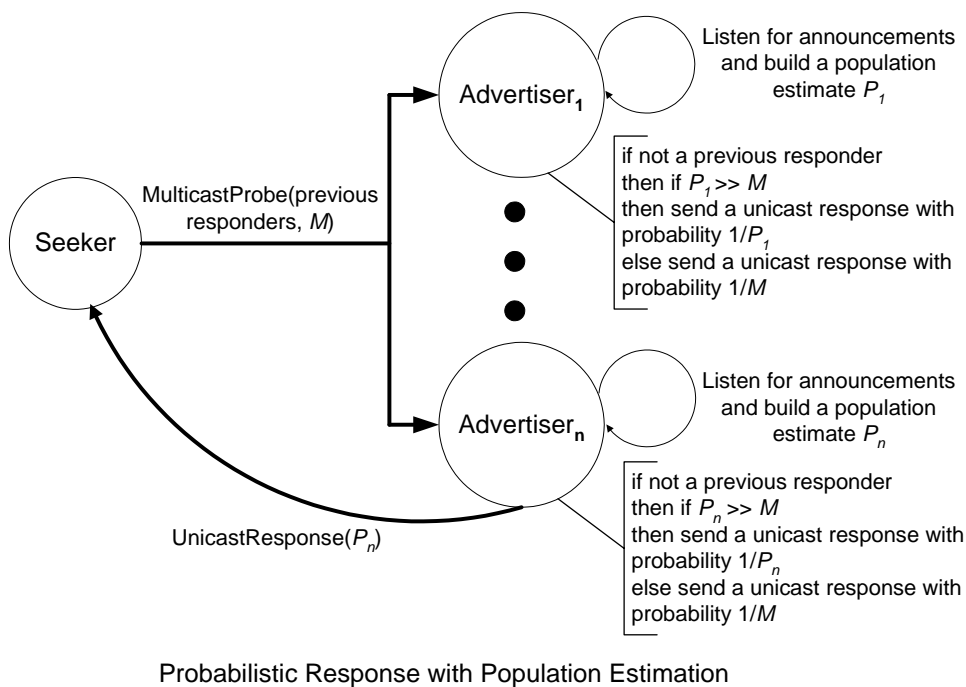 Seeker
MulticastProbe(previous
responders, M)
Advertiser1
Listen for announcements
and build a population
estimate P1
if not a previous responder
then if P1 >> M
then send a unicast response with
probability 1/P1
else send a unicast response with
probability 1/M
Advertisern
Listen for announcements
and build a population
estimate Pn
if not a previous responder
then if Pn >> M
then send a unicast response with
probability 1/Pn
else send a unicast response with
probability 1/M
UnicastResponse(Pn)
Probabilistic Response with Population Estimation